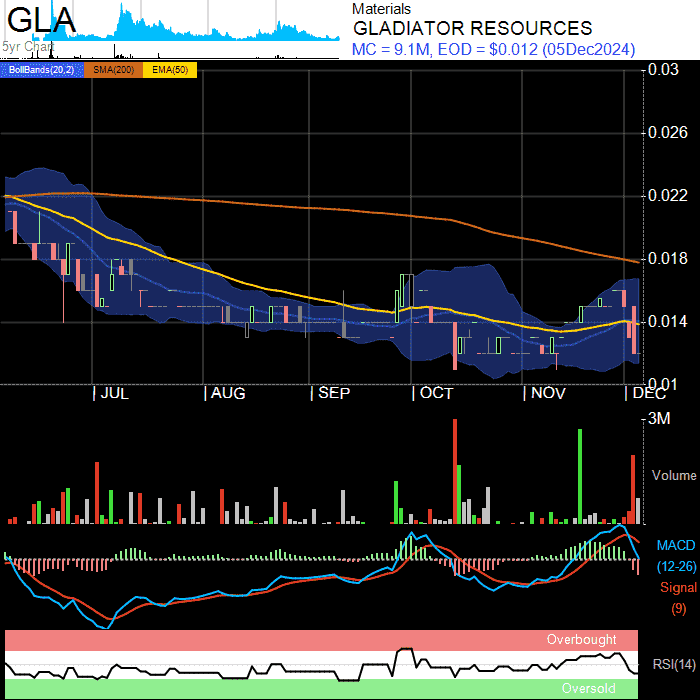 GLA
5yr Chart
Materials
GLADIATOR RESOURCES
MC = 9.1M, EOD = $0.012 (05Dec2024)
BollBands(20,2) SMA(200) EMA(50)
0.03
0.026
0.022
0.018
0.014
0.01
JUL AUG SEP OCT NOV DEC
3M
Volume
MACD
(12-26)
Signal
(9)
Overbought
RSI(14)
Oversold